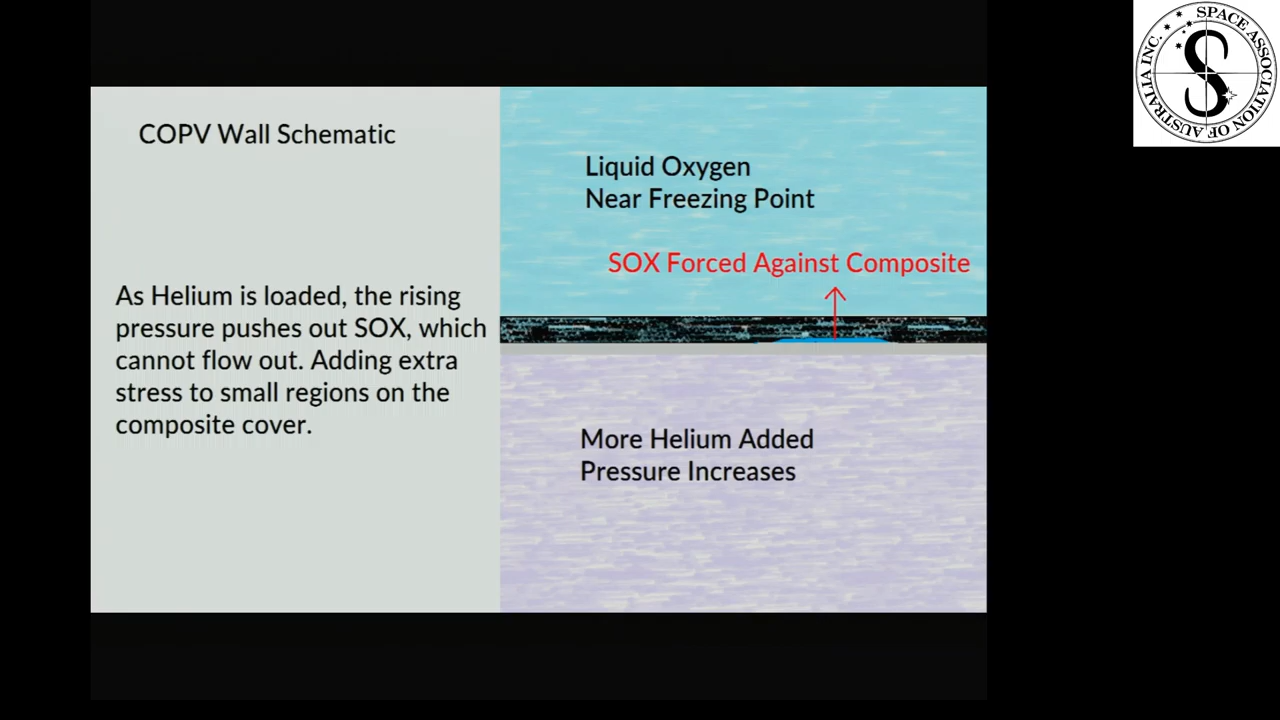 COPV Wall Schematic
As Helium is loaded, the rising
pressure pushes out SOX, which
cannot flow out. Adding extra
stress to small regions on the
composite cover.
Liquid Oxygen
Near Freezing Point
SOX Forced Against Composite
More Helium Added
Pressure Increases
SPACE ASSOCIATION OF AUSTRALIA INC.
S